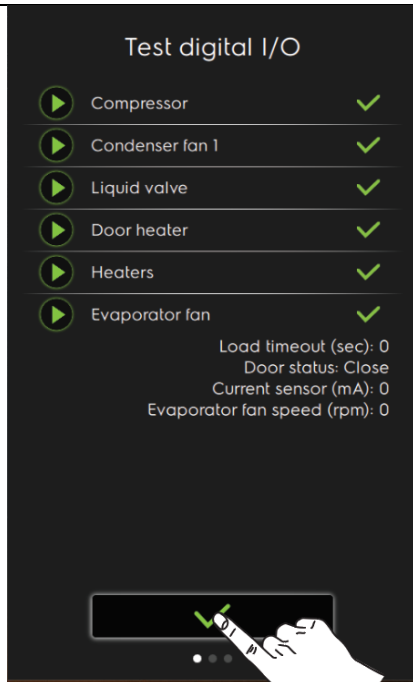 Test digital I/O
Compressor
Condenser fan 1
Liquid valve
Door heater
Heaters
Evaporator fan
Load timeout (sec): 0
Door status: Close
Current sensor (mA): 0
Evaporator fan speed (rpm): 0